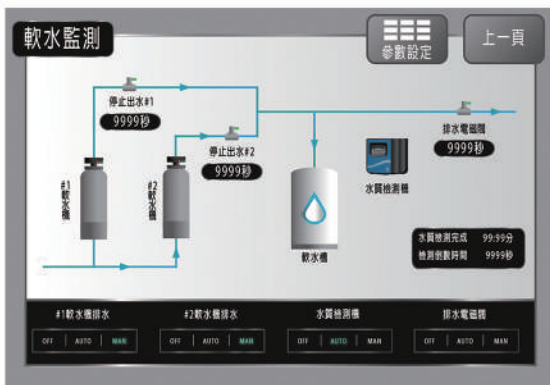 軟水監測
參數設定
上一頁
停止出水#1
9999秒
停止出水#2
9999秒
排水電磁閥
9999秒
#1軟水機
#2軟水機
水質檢測機
軟水槽
水質檢測完成 99:99分
檢測倒數時間 9999秒
#1軟水機排水
#2軟水機排水
水質檢測機
排水電磁閥
OFF AUTO MAN
OFF AUTO MAN
OFF AUTO MAN
OFF AUTO MAN